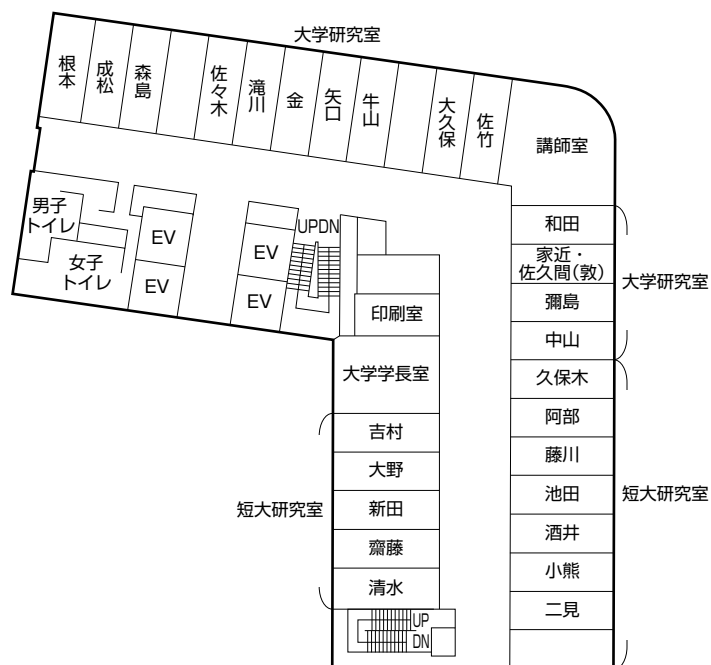 大学研究室
根本
成松
森島
佐々木
滝川
金
矢口
牛山
大久保
佐竹
講師室
男子
トイレ
女子
トイレ
EV
EV
EV
EV
UPDN
和田
家近・
佐久間(敦)
彌島
中山
大学研究室
印刷室
大学学長室
久保木
阿部
藤川
池田
酒井
小熊
二見
短大研究室
吉村
大野
新田
齋藤
清水
短大研究室
UP
DN